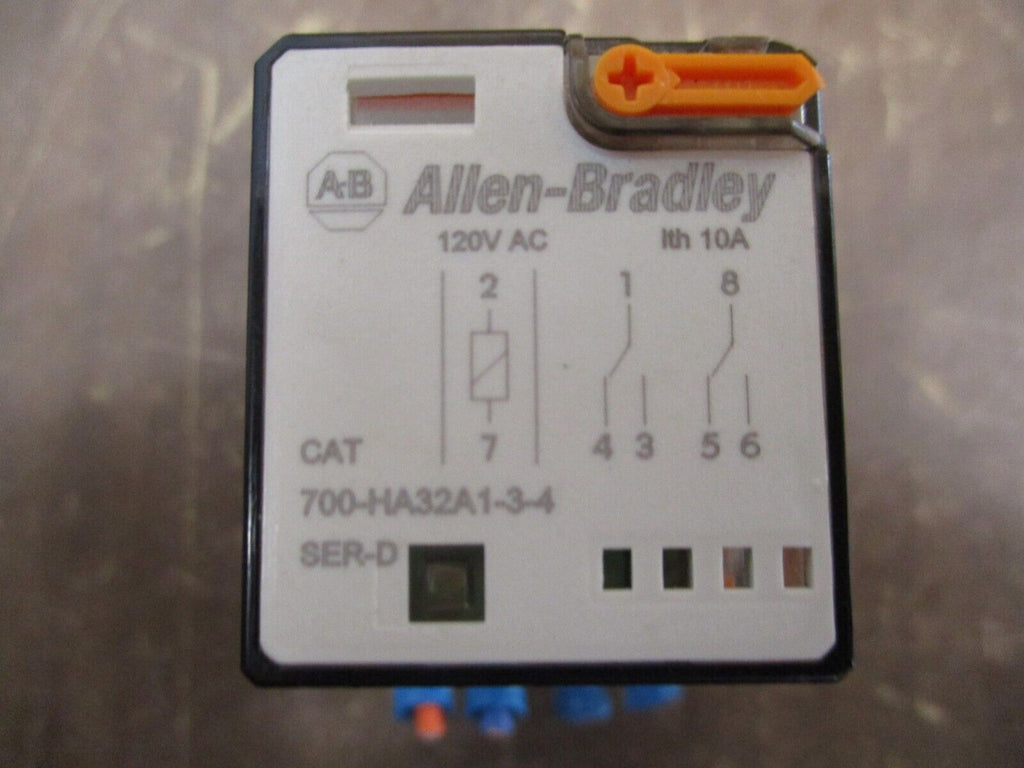 A-B Allen-Bradley
120V AC Ith 10A
2 1 8
7 4 3 5 6
CAT
700-HA32A1-3-4
SER-D